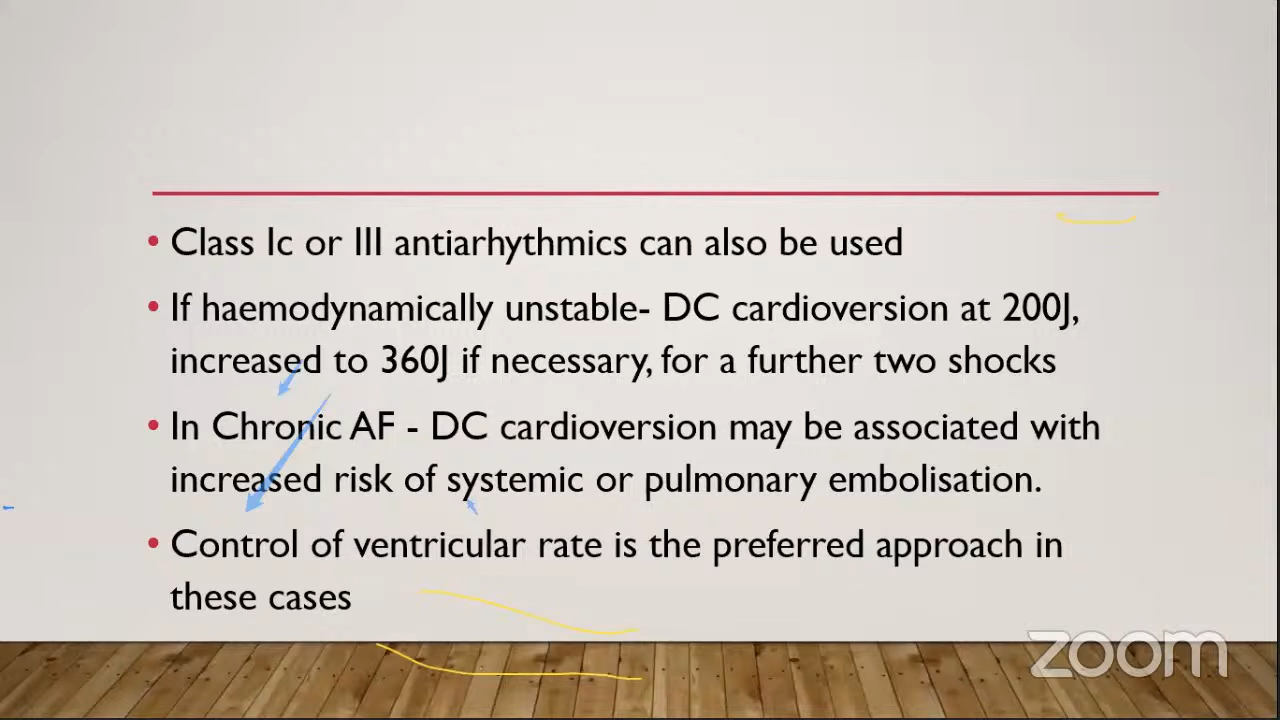 • Class Ic or III antiarhythmics can also be used
• If haemodynamically unstable- DC cardioversion at 200J,
increased to 360J if necessary, for a further two shocks
• In Chronic AF - DC cardioversion may be associated with
increased risk of systemic or pulmonary embolisation.
• Control of ventricular rate is the preferred approach in
these cases
zoom